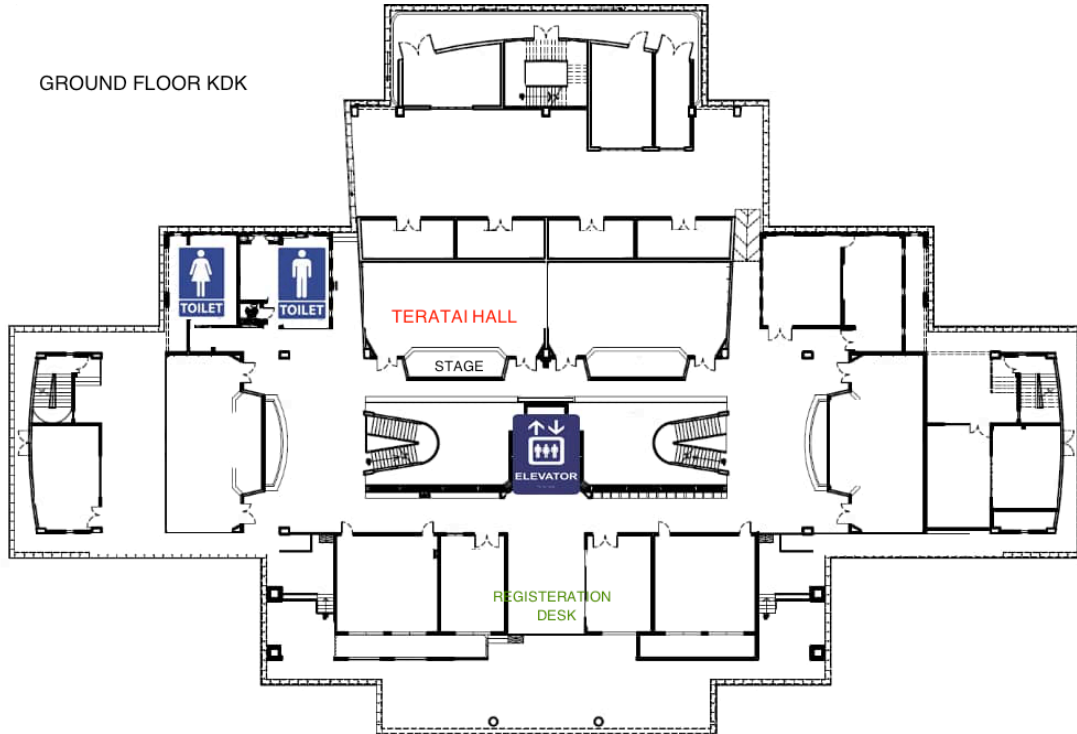 GROUND FLOOR KDK
TOILET
TOILET
TERATAI HALL
STAGE
ELEVATOR
REGISTERATION
DESK